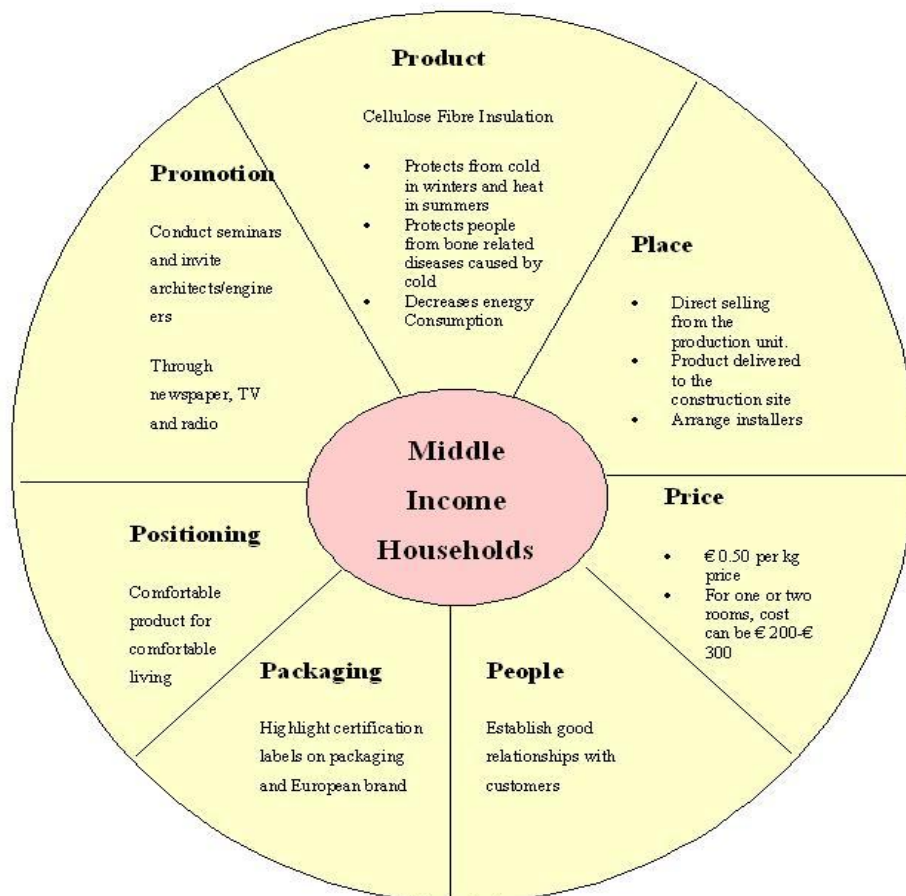 Product
Cellulose Fibre Insulation
• Protects from cold
in winters and heat
in summers
• Protects people
from bone related
diseases caused by
cold
• Decreases energy
Consumption
Place
• Direct selling
from the
production unit.
• Product delivered
to the
construction site
• Arrange installers
Price
• € 0.50 per kg
price
• For one or two
rooms, cost
can be € 200-€
300
People
Establish good
relationships with
customers
Packaging
Highlight certification
labels on packaging
and European brand
Positioning
Comfortable
product for
comfortable
living
Promotion
Conduct seminars
and invite
architects/engine
ers
Through
newspaper, TV
and radio
Middle
Income
Households